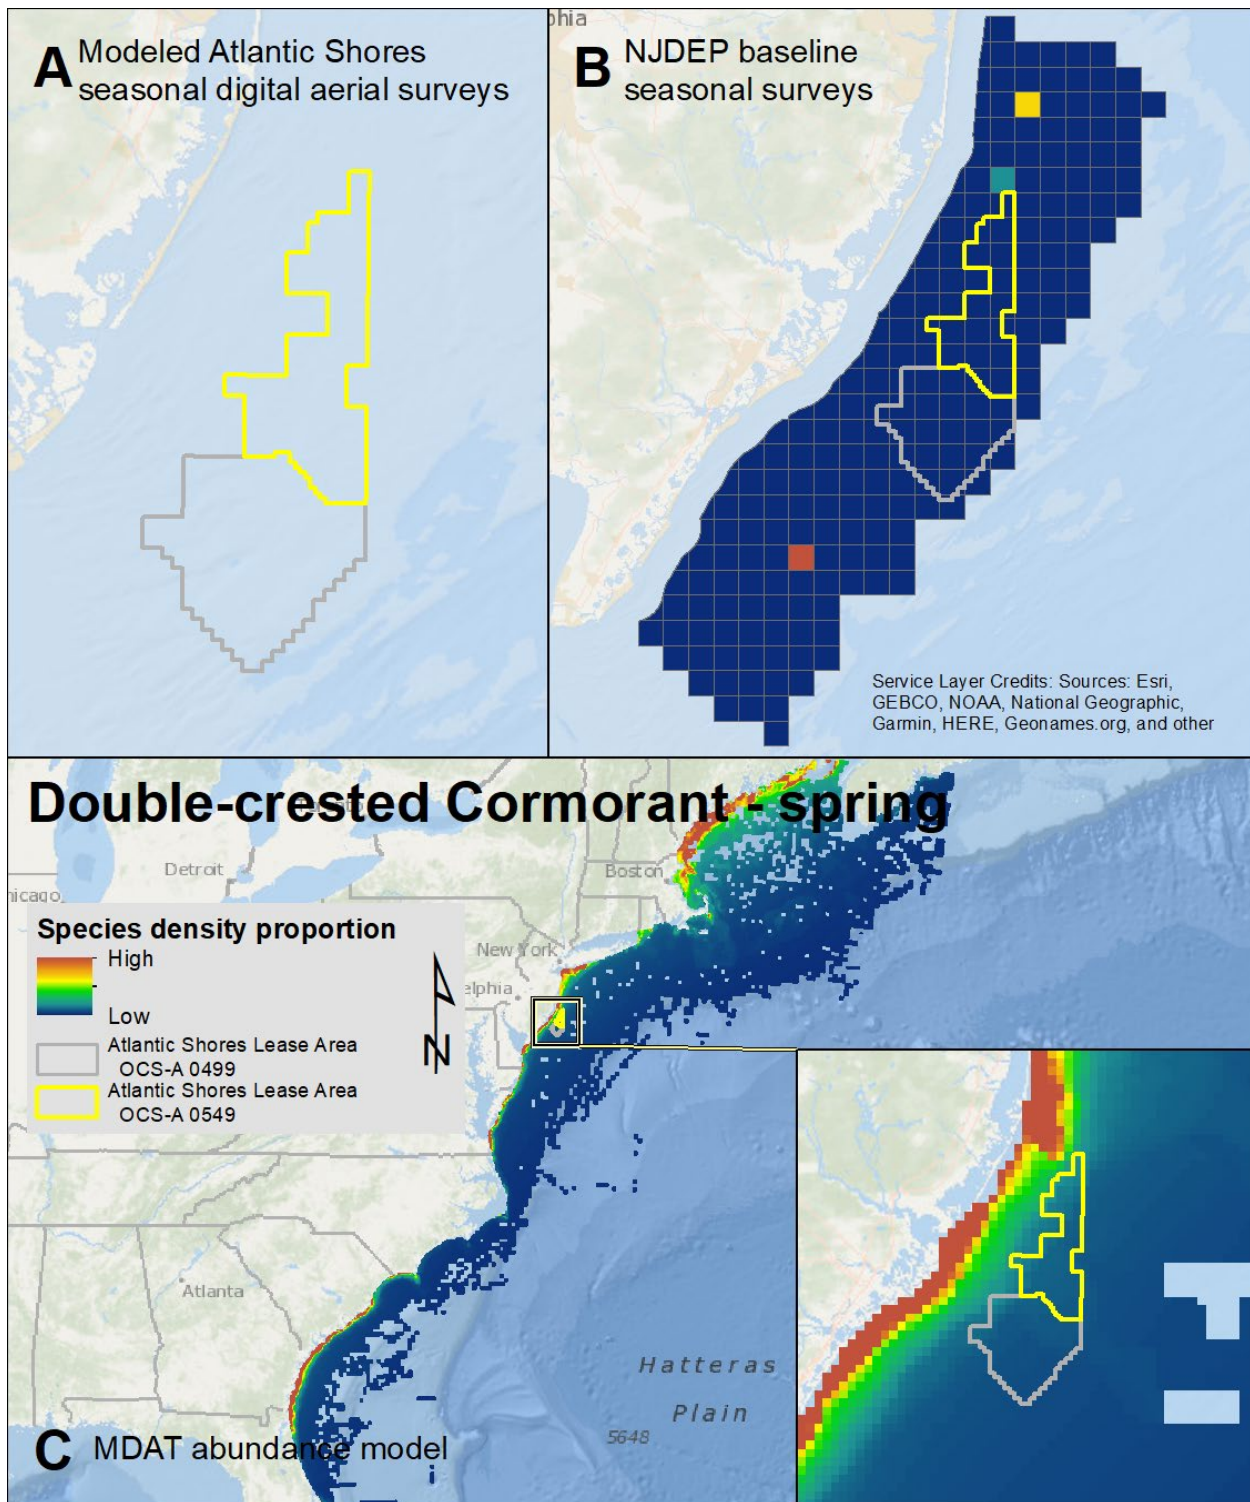 phia
A Modeled Atlantic Shores
seasonal digital aerial surveys
B NJDEP baseline
seasonal surveys
Service Layer Credits: Sources: Esri,
GEBCO, NOAA, National Geographic,
Garmin, HERE, Geonames.org, and other
Double-crested Cormorant - spring
Detroit
Boston
hicago
Species density proportion
High
Low
New York
elphia
N
Atlantic Shores Lease Area
OCS-A 0499
Atlantic Shores Lease Area
OCS-A 0549
Atlanta
Hatteras
Plain
5648
C MDAT abundance model